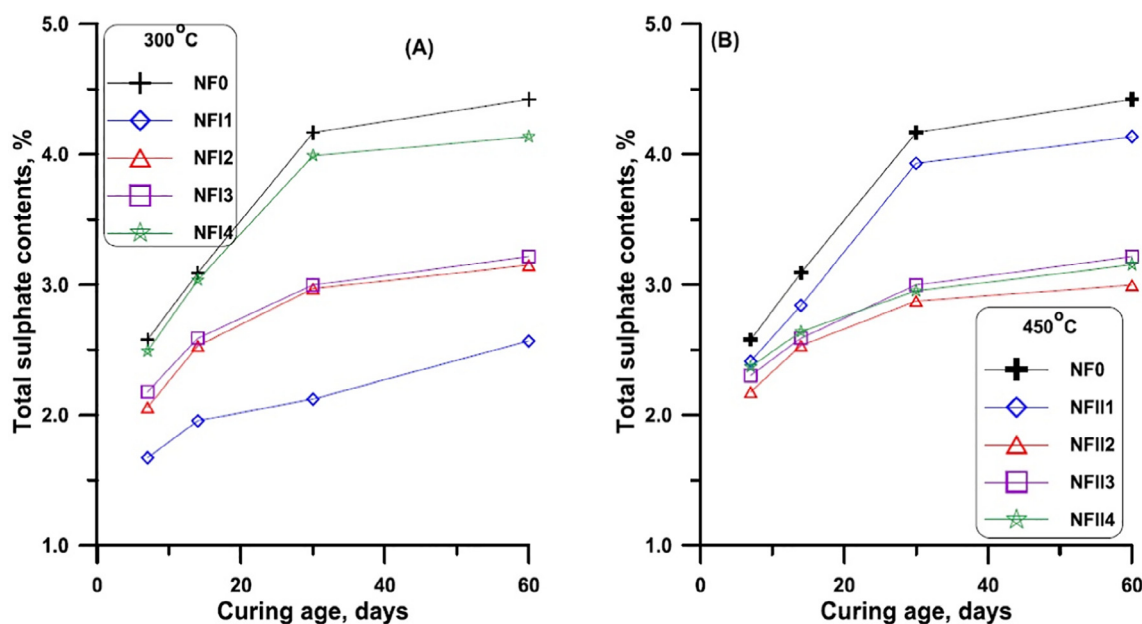 300°C
NF0
NFI1
NFI2
NFI3
NFI4
(A)
Total sulphate contents, %
5.0
4.0
3.0
2.0
1.0
0
20
40
60
Curing age, days
(B)
Total sulphate contents, %
5.0
4.0
3.0
2.0
1.0
450°C
NF0
NFII1
NFII2
NFII3
NFII4
0
20
40
60
Curing age, days